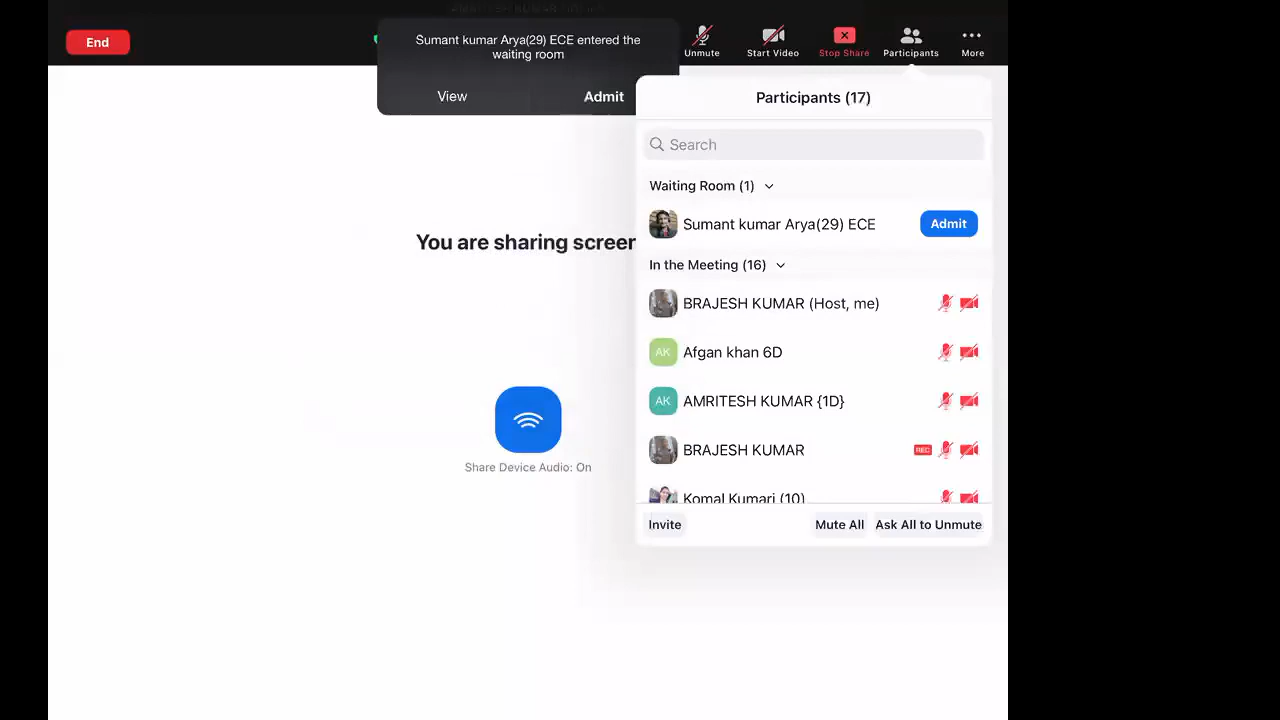 End
Sumant kumar Arya(29) ECE entered the
waiting room
View
Admit
Unmute
Start Video
Stop Share
Participants
More
Participants (17)
Search
Waiting Room (1)
Sumant kumar Arya(29) ECE
Admit
You are sharing screen
In the Meeting (16)
BRAJESH KUMAR (Host, me)
AK
Afgan khan 6D
AK
AMRITESH KUMAR {1D}
BRAJESH KUMAR
REC
Share Device Audio: On
Komal Kumari (10)
Invite
Mute All
Ask All to Unmute